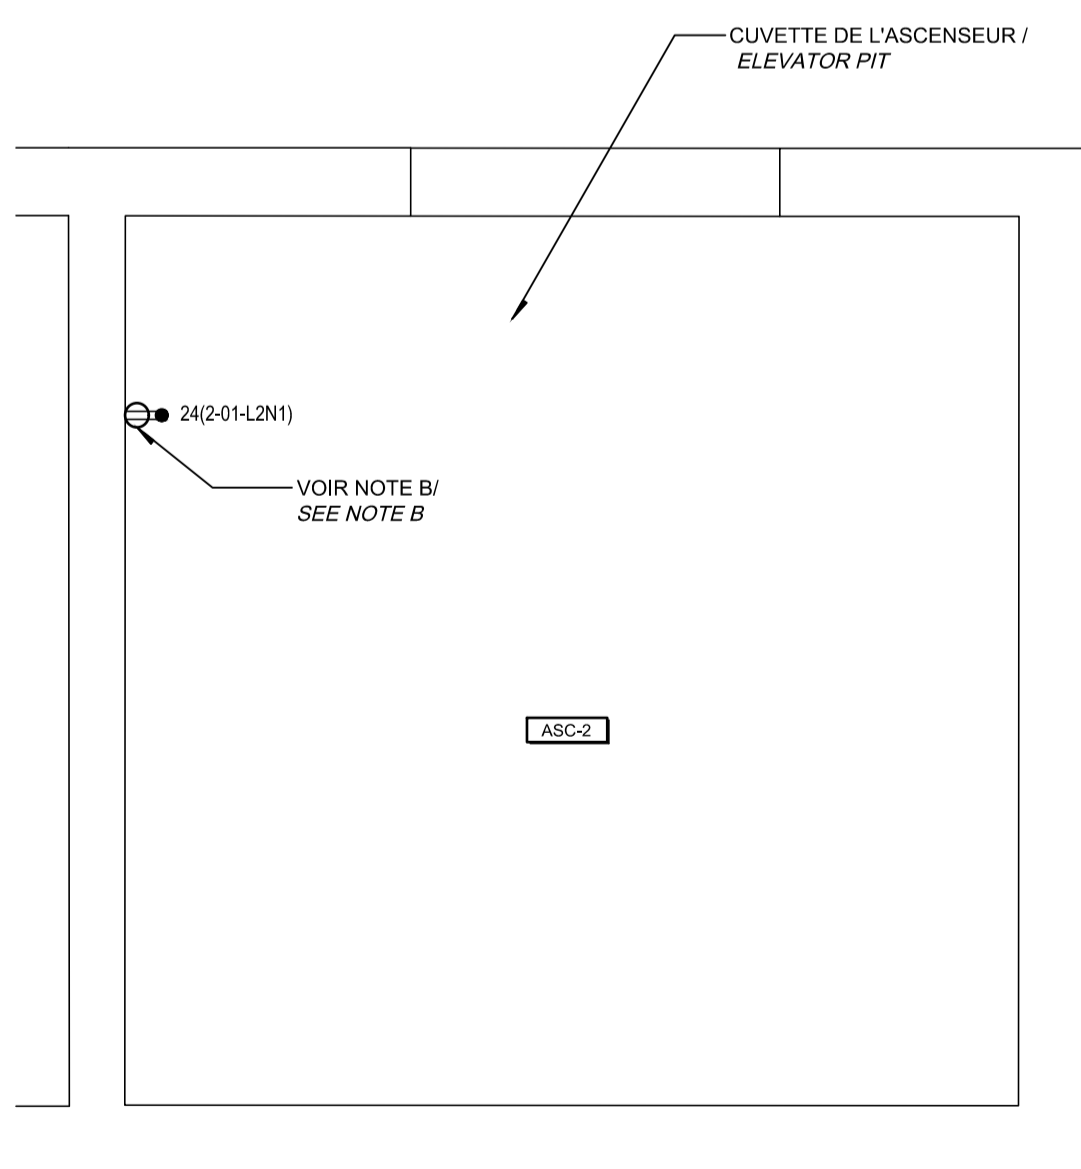 CUVETTE DE L'ASCENSEUR /
ELEVATOR PIT
24(2-01-L2N1)
VOIR NOTE B/
SEE NOTE B
ASC-2